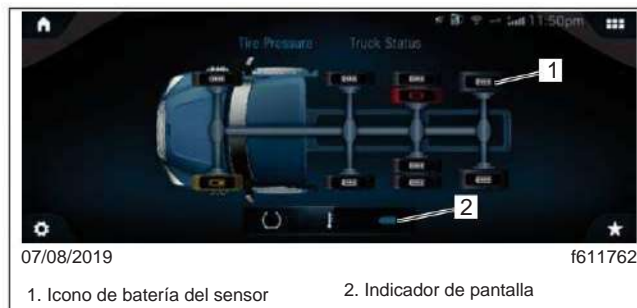 11:50pm
Tire Pressure Truck Status
1
2
07/08/2019 f611762
1. Icono de batería del sensor 2. Indicador de pantalla